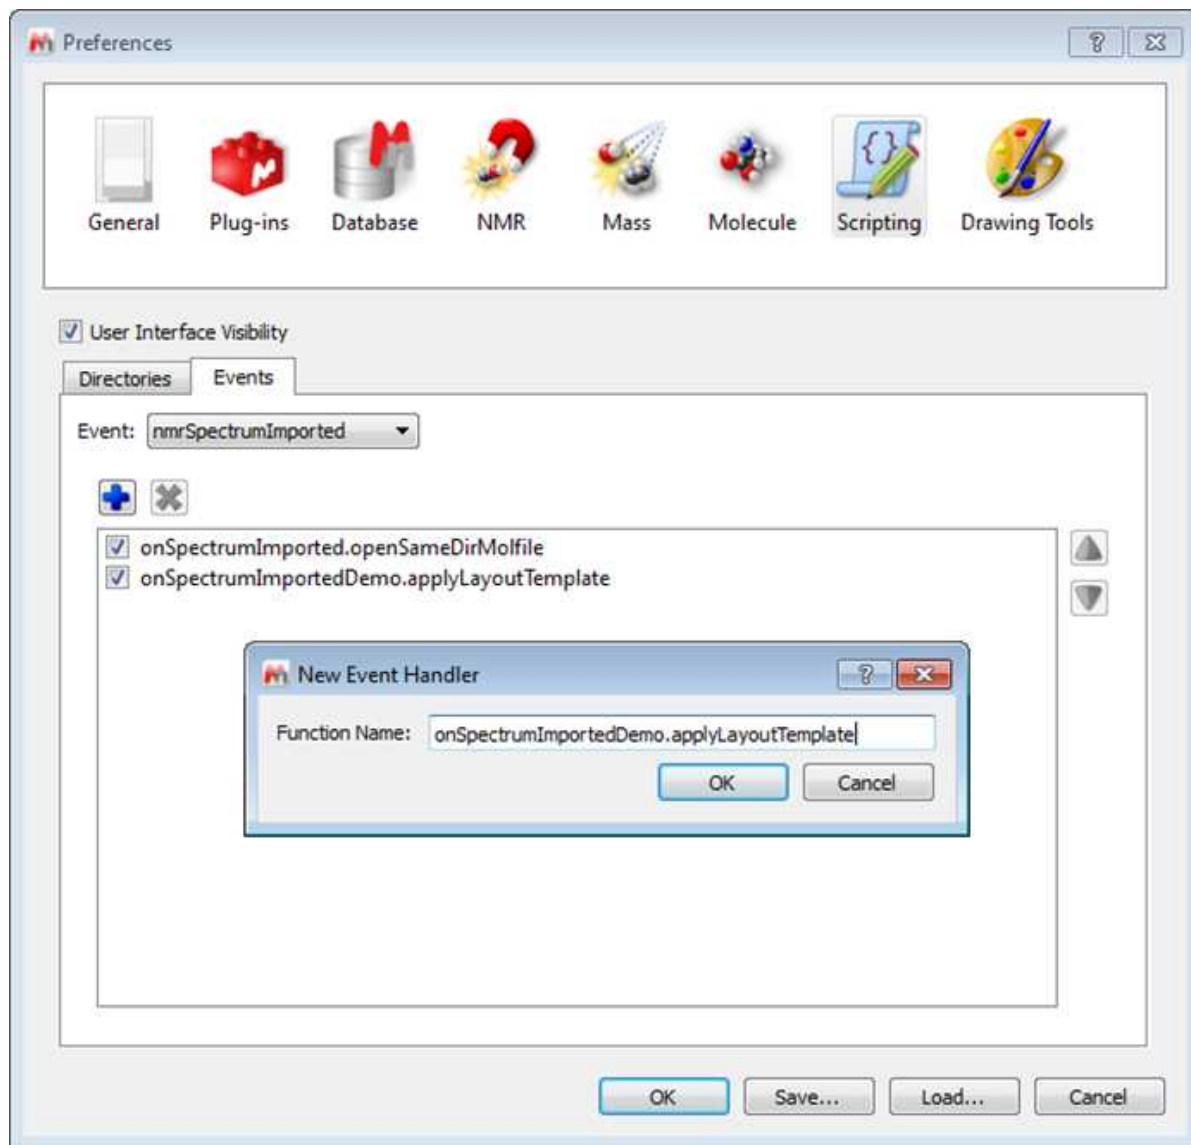 Preferences
General Plug-ins Database NMR Mass Molecule Scripting Drawing Tools
User Interface Visibility
Directories Events
Event: nmrSpectrumImported
onSpectrumImported.openSameDirMolfile
onSpectrumImportedDemo.applyLayoutTemplate
New Event Handler
Function Name: onSpectrumImportedDemo.applyLayoutTemplate
OK Cancel
OK Save... Load... Cancel